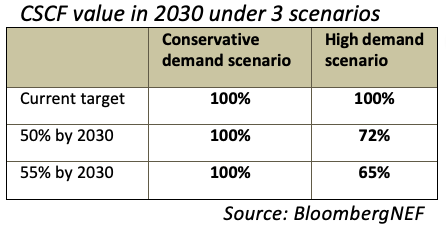 CSCF value in 2030 under 3 scenarios
Conservative demand scenario High demand scenario
Current target 100% 100%
50% by 2030 100% 72%
55% by 2030 100% 65%
Source: BloombergNEF